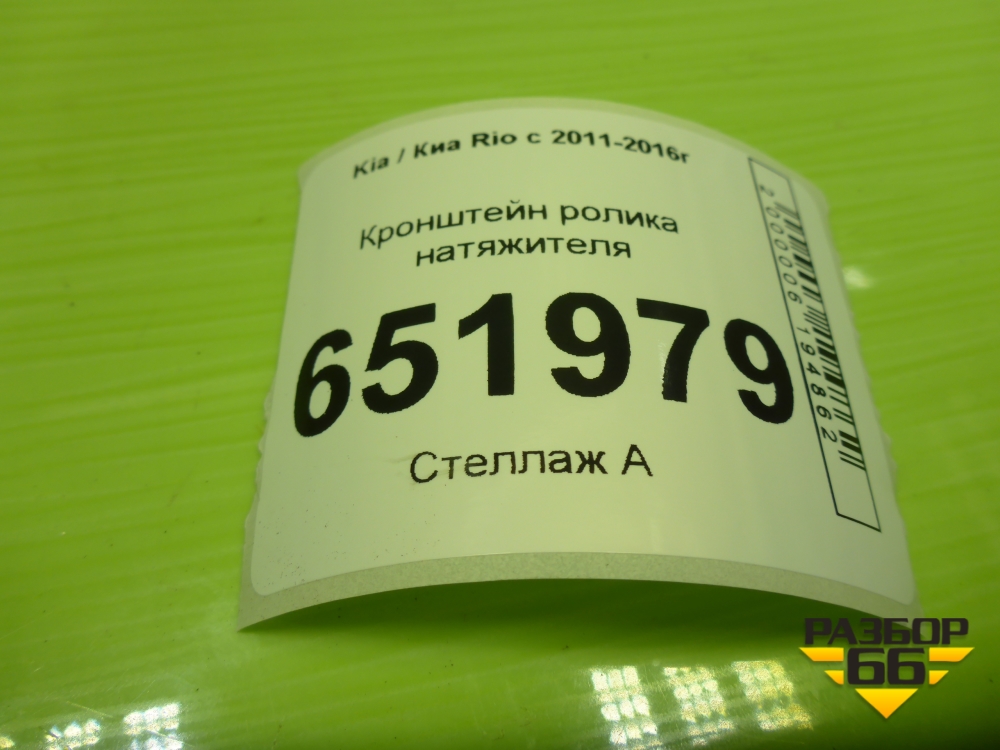 Kia / Киа Rio с 2011-2016г
Кронштейн ролика
натяжителя
651979
Стеллаж А
2000006194862
РАЗБОР
66